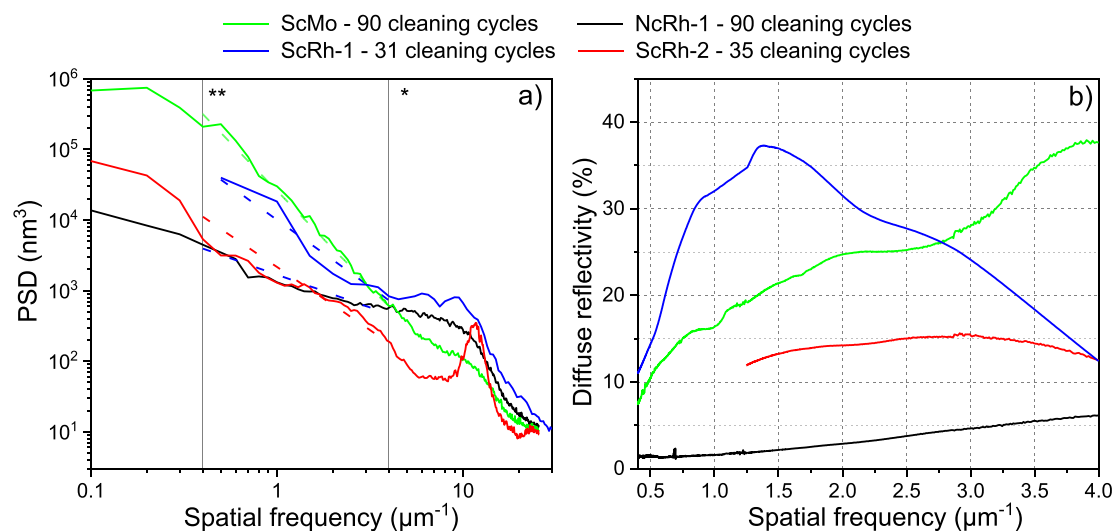 ScMo - 90 cleaning cycles
NcRh-1 - 90 cleaning cycles
ScRh-1 - 31 cleaning cycles
ScRh-2 - 35 cleaning cycles
10⁶
10⁵
10⁴
10³
10²
10¹
PSD (nm³)
**
*
a)
0.1
1
10
Spatial frequency (µm⁻¹)
b)
40
30
20
10
0
Diffuse reflectivity (%)
0.5
1.0
1.5
2.0
2.5
3.0
3.5
4.0
Spatial frequency (µm⁻¹)